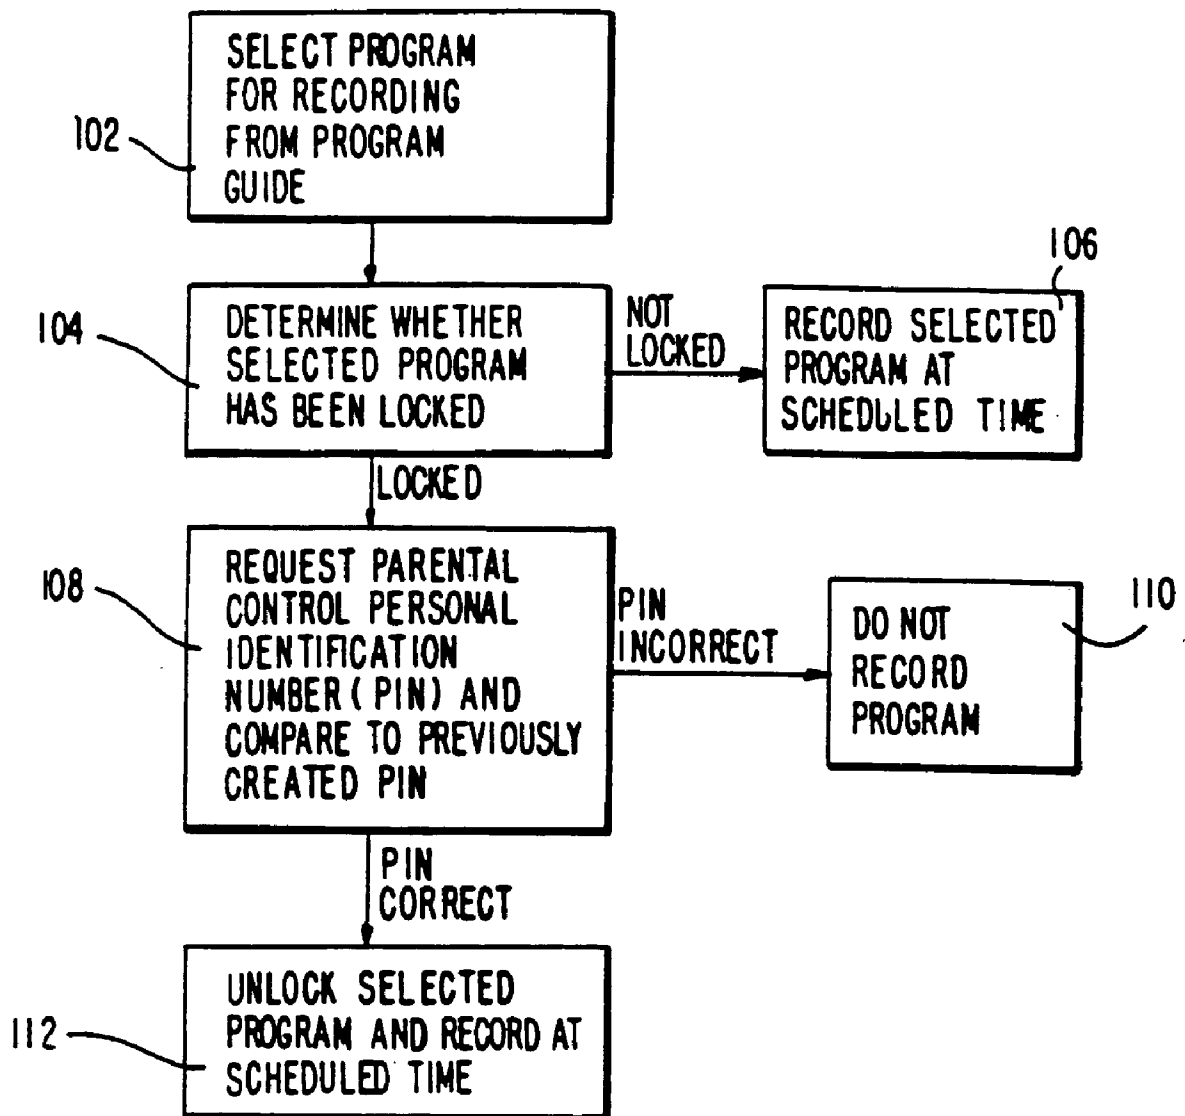 SELECT PROGRAM
FOR RECORDING
FROM PROGRAM
GUIDE
102
106
104
DETERMINE WHETHER
SELECTED PROGRAM
HAS BEEN LOCKED
NOT
LOCKED
RECORD SELECTED
PROGRAM AT
SCHEDULED TIME
LOCKED
108
REQUEST PARENTAL
CONTROL PERSONAL
IDENTIFICATION
NUMBER (PIN) AND
COMPARE TO PREVIOUSLY
CREATED PIN
PIN
INCORRECT
110
DO NOT
RECORD
PROGRAM
PIN
CORRECT
112
UNLOCK SELECTED
PROGRAM AND RECORD AT
SCHEDULED TIME